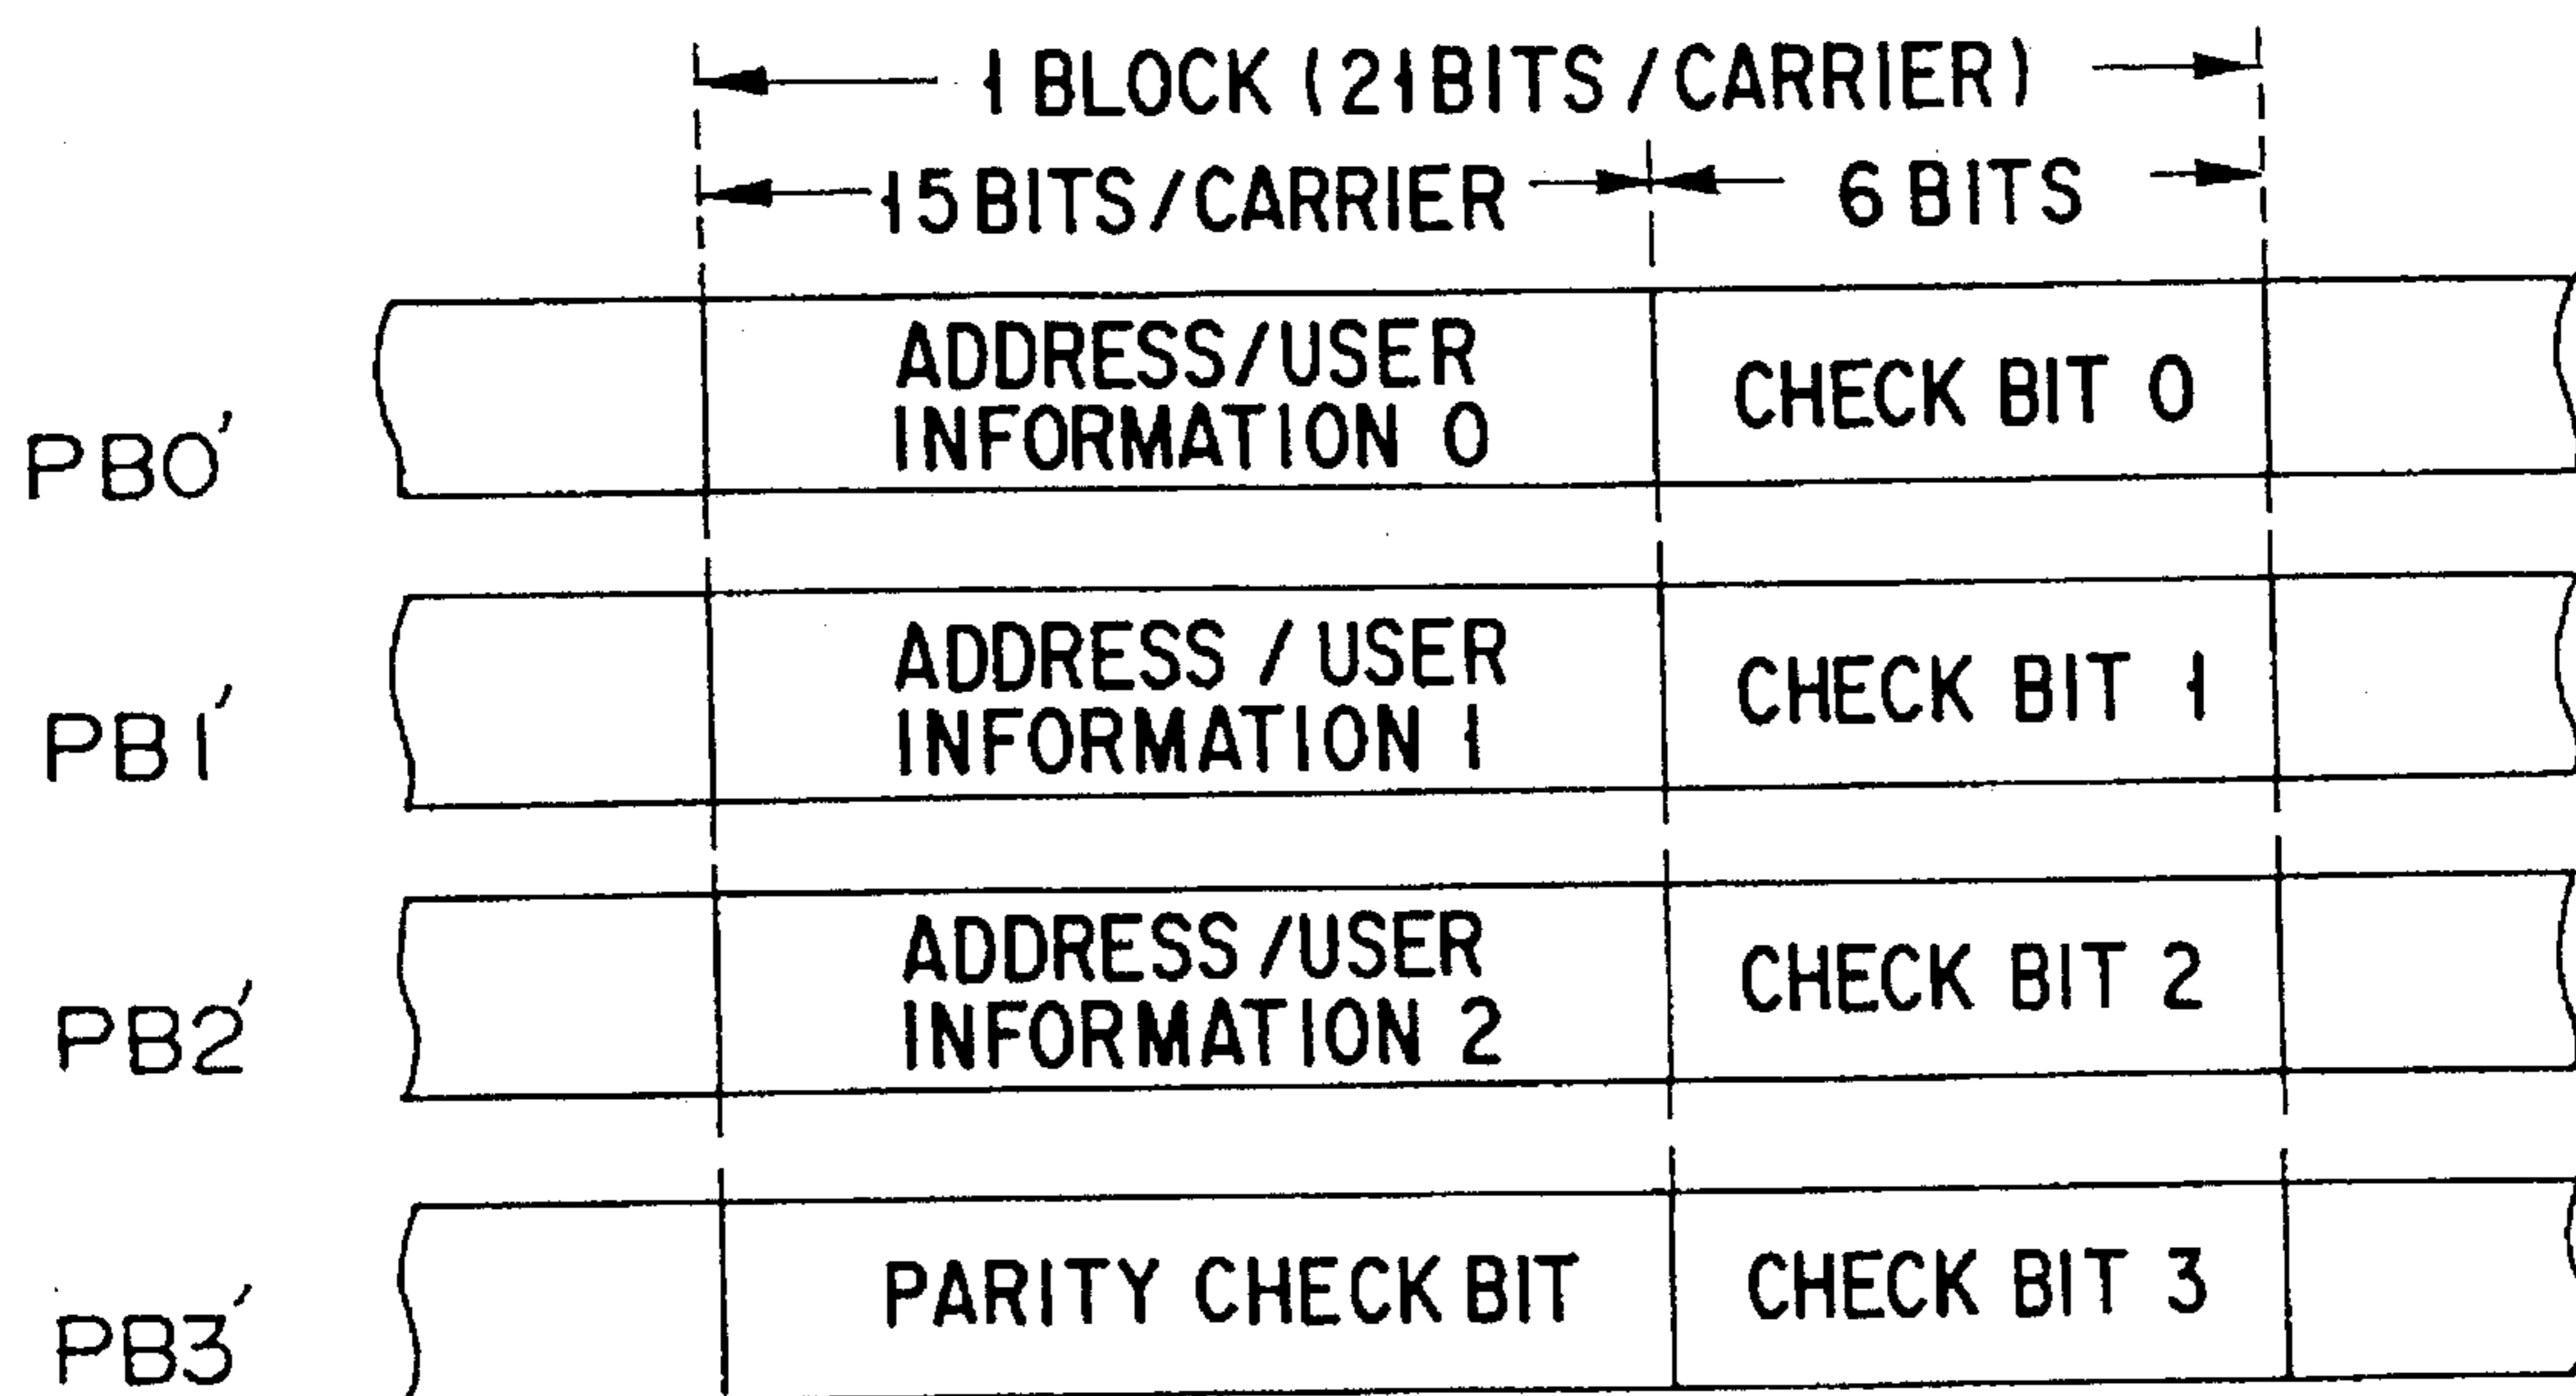 1 BLOCK (21BITS/CARRIER)
15BITS/CARRIER 6 BITS
ADDRESS/USER
INFORMATION 0
CHECK BIT 0
PB0'
ADDRESS / USER
INFORMATION 1
CHECK BIT 1
PB1'
ADDRESS /USER
INFORMATION 2
CHECK BIT 2
PB2'
PARITY CHECK BIT
CHECK BIT 3
PB3'